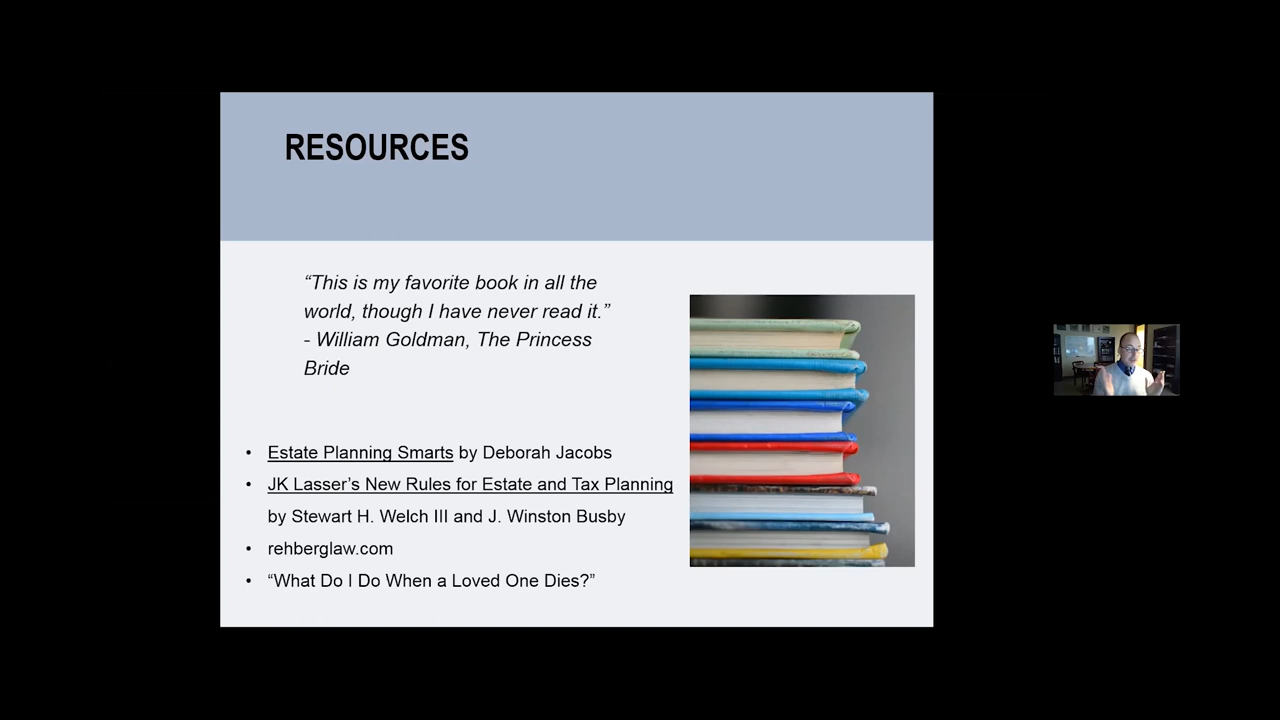 RESOURCES
“This is my favorite book in all the
world, though I have never read it.”
- William Goldman, The Princess
Bride
• Estate Planning Smarts by Deborah Jacobs
• JK Lasser’s New Rules for Estate and Tax Planning
by Stewart H. Welch III and J. Winston Busby
• rehberglaw.com
• “What Do I Do When a Loved One Dies?”